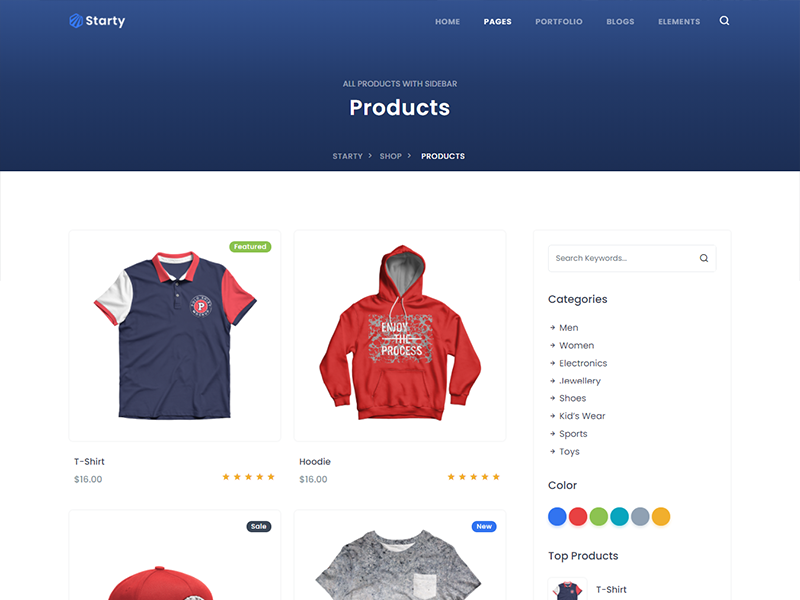 Starty
HOME PAGES PORTFOLIO BLOGS ELEMENTS
ALL PRODUCTS WITH SIDEBAR
Products
STARTY > SHOP > PRODUCTS
Featured
P
ENJOY
THE
PROCESS
T-Shirt
$16.00
Hoodie
$16.00
Sale
New
Search Keywords...
Categories
Men
Women
Electronics
Jewellery
Shoes
Kid's Wear
Sports
Toys
Color
Top Products
T-Shirt